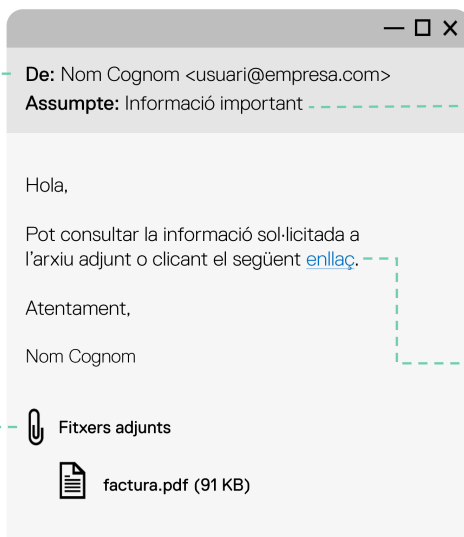 De: Nom Cognom <usuari@empresa.com>
Assumpte: Informació important
Hola,
Pot consultar la informació sol·licitada a
l'arxiu adjunt o clicant el següent enllaç.
Atentament,
Nom Cognom
Fitxers adjunts
factura.pdf (91 KB)